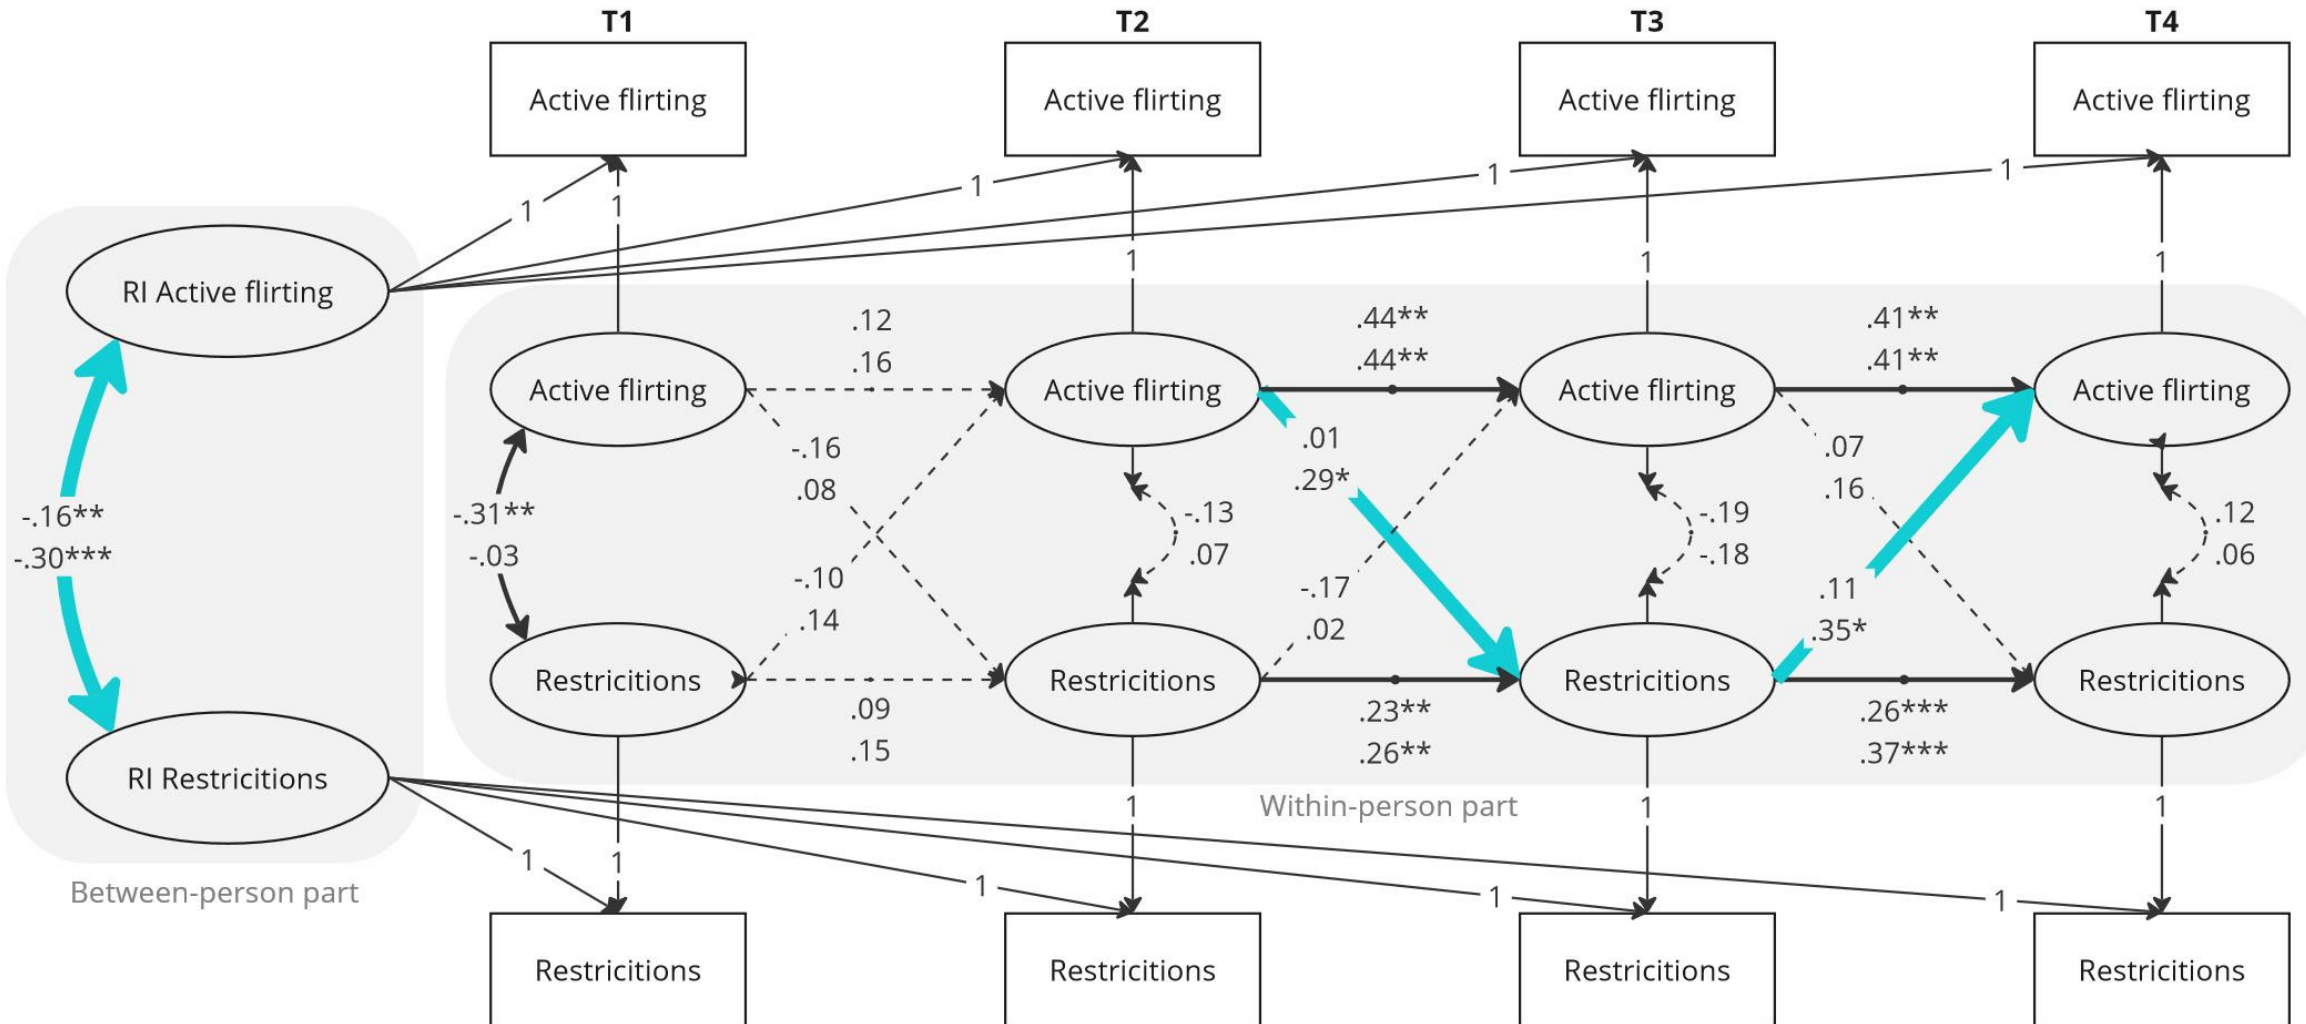 T1 T2 T3 T4
Active flirting Active flirting Active flirting Active flirting
1 1 1 1
1 1 1 1
RI Active flirting
.12 .44** .41**
.16 .44** .41**
Active flirting Active flirting Active flirting Active flirting
-.16 .01 .07
.08 .29* .16
-.16** -.31** -.13 -.19 .12
-.30*** -.03 .07 -.18 .06
-.10 -.17 .11
.14 .02 .35*
Restricitions Restricitions Restricitions Restricitions
.09 .23** .26***
.15 .26** .37***
RI Restricitions
Within-person part
1 1 1 1
1 1 1 1
Between-person part
Restricitions Restricitions Restricitions Restricitions